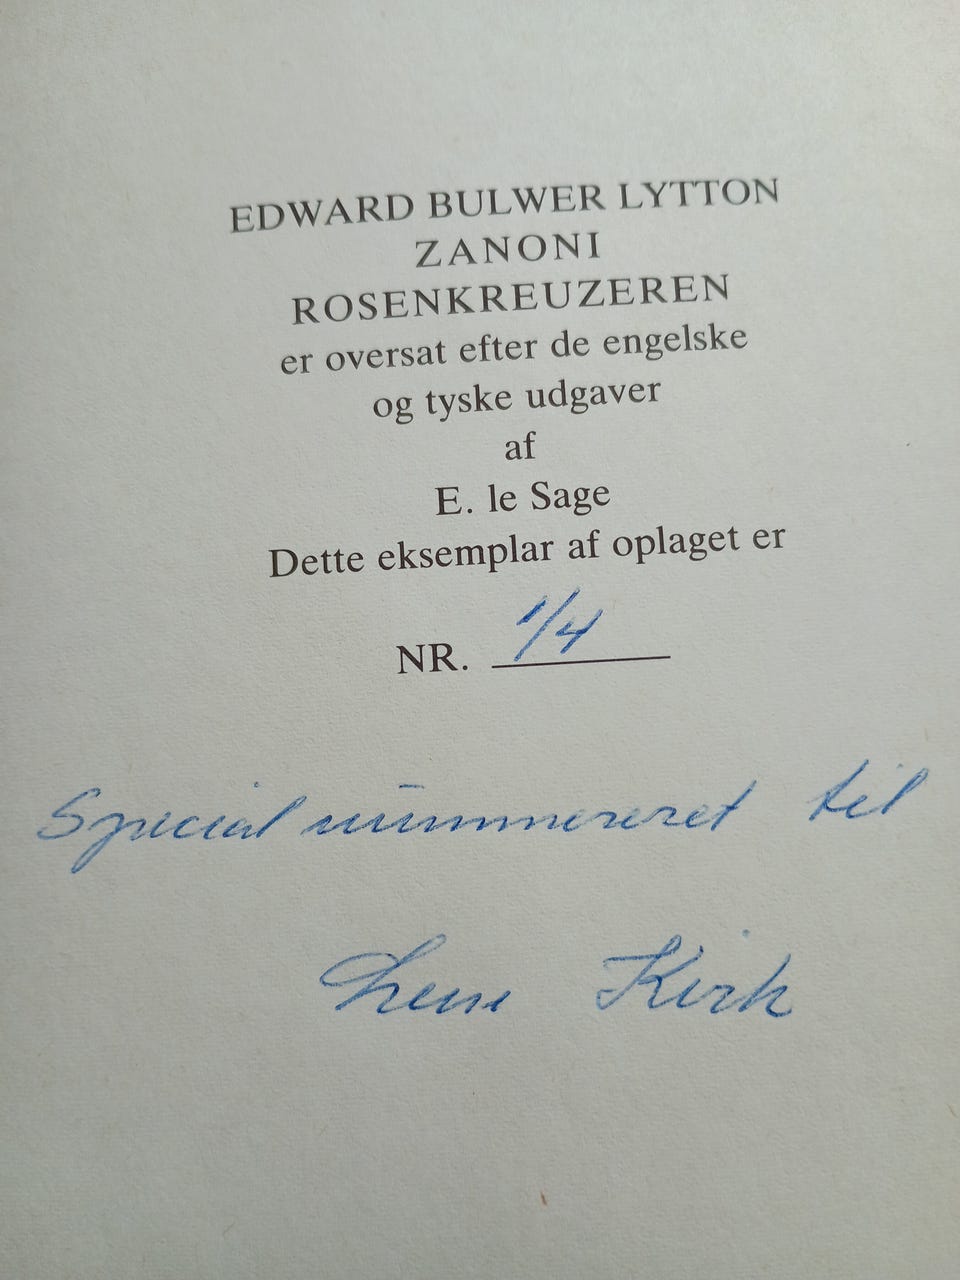 EDWARD BULWER LYTTON
ZANONI
ROSENKREUZEREN
er oversat efter de engelske
og tyske udgaver
af
E. le Sage
Dette eksemplar af oplaget er
NR. 1/4
Special nummereret til
Lene Kirk